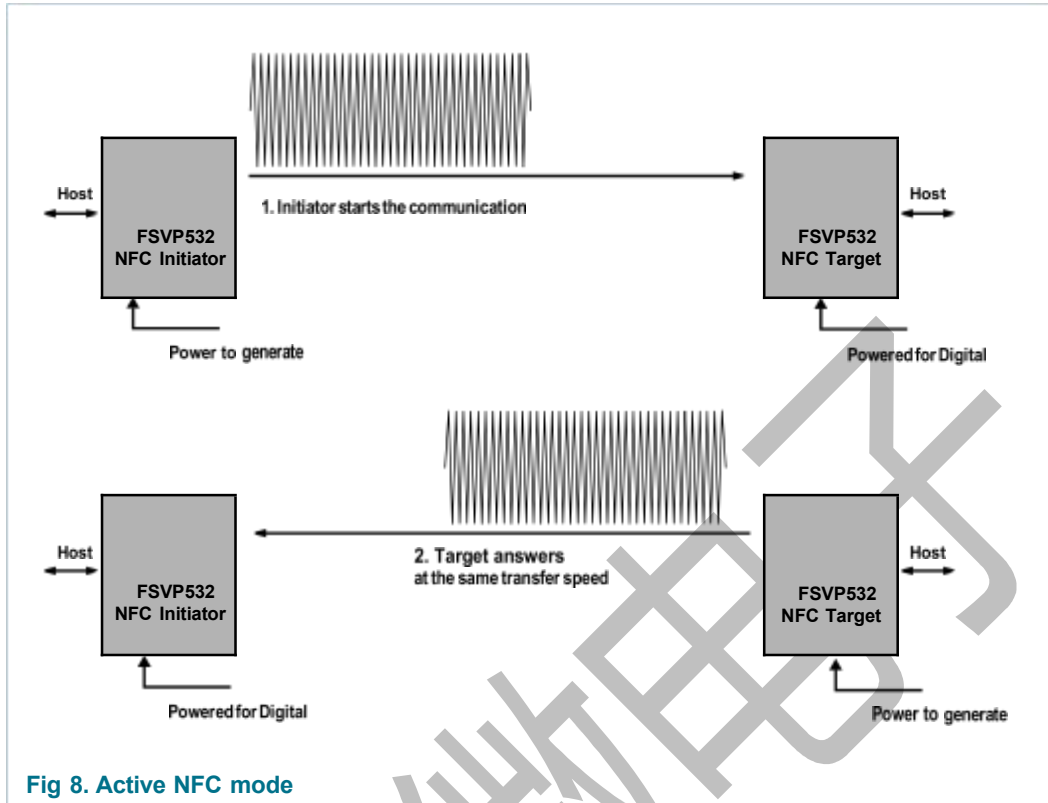 1. Initiator starts the communication
Host
FSVP532
NFC Initiator
Host
FSVP532
NFC Target
Power to generate
Powered for Digital
2. Target answers
at the same transfer speed
Host
FSVP532
NFC Initiator
Host
FSVP532
NFC Target
Powered for Digital
Power to generate
Fig 8. Active NFC mode
电子